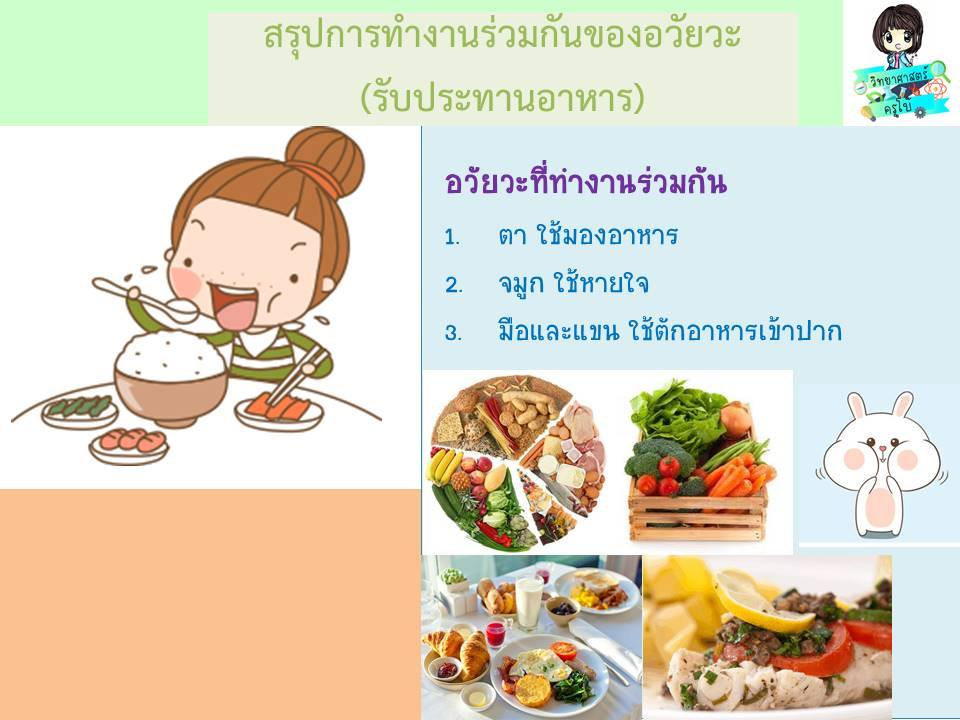 สรุปการทำงานร่วมกันของอวัยวะ
(รับประทานอาหาร)
วิทยาศาสตร์
ครูใบ
อวัยวะที่ทำงานร่วมกัน
1. ตา ใช้มองอาหาร
2. จมูก ใช้หายใจ
3. มือและแขน ใช้ตักอาหารเข้าปาก